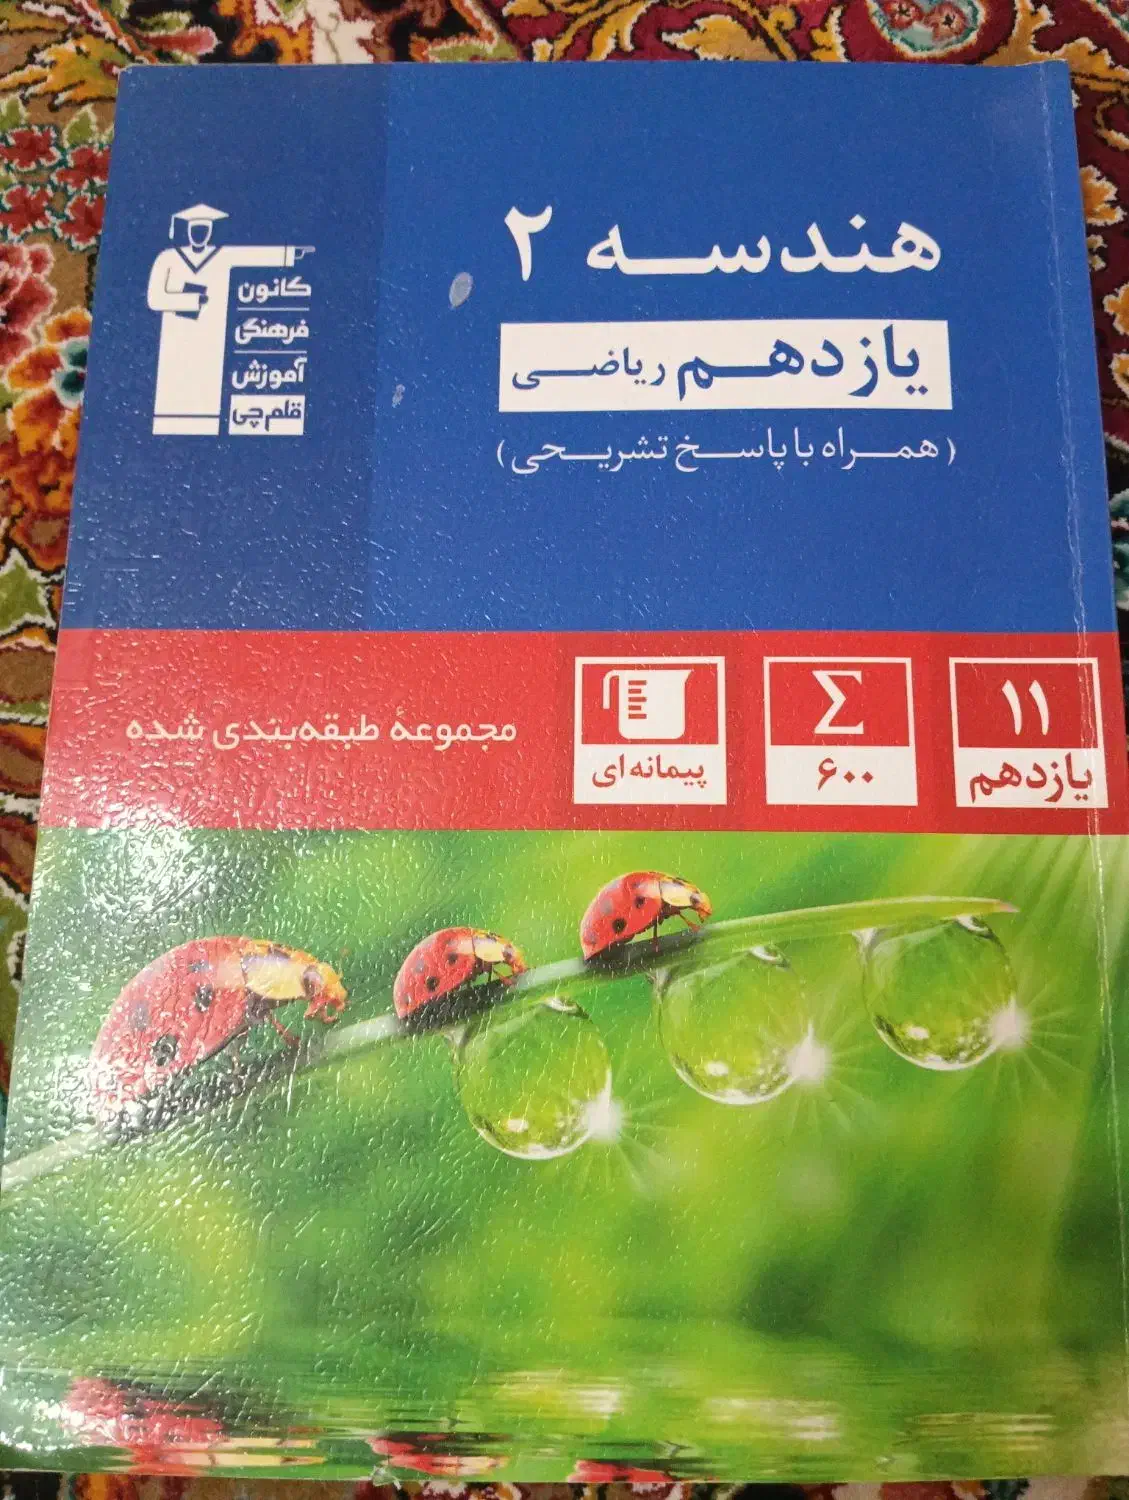 هندسه ۲
یازدهم ریاضی
(همراه با پاسخ تشریحی)
کانون
فرهنگی
آموزش
قلم‌چی
۱۱
یازدهم
Σ
۶۰۰
پیمانه‌ای
مجموعهٔ طبقه‌بندی شده